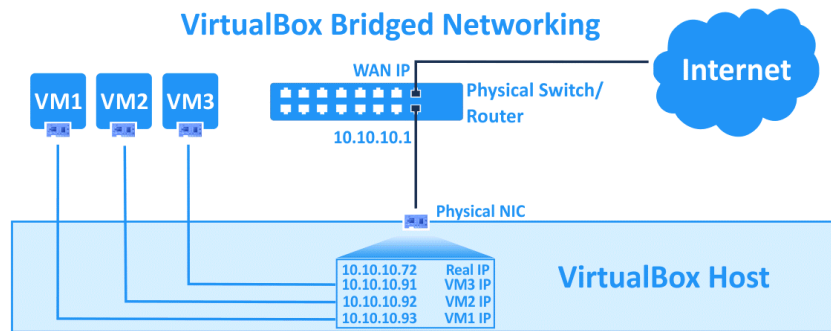 VirtualBox Bridged Networking
WAN IP
Internet
VM1 VM2 VM3
Physical Switch/
Router
10.10.10.1
Physical NIC
10.10.10.72 Real IP
10.10.10.91 VM3 IP
10.10.10.92 VM2 IP
10.10.10.93 VM1 IP
VirtualBox Host